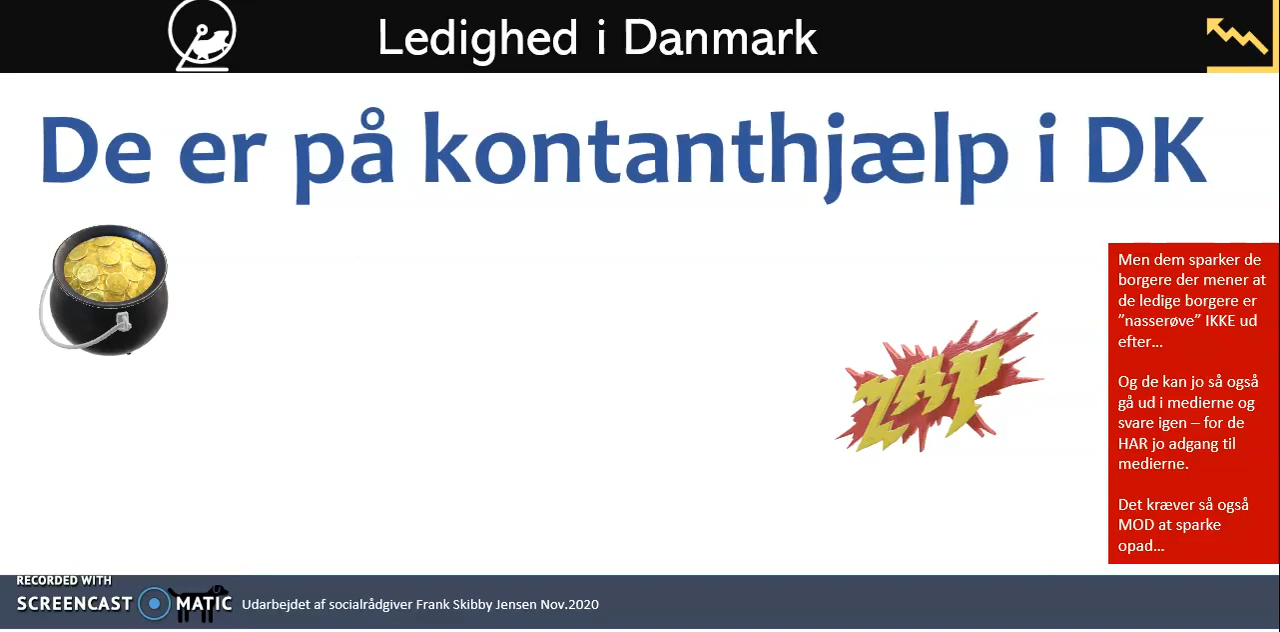 Ledighed i Danmark
De er på kontanthjælp i DK
Men dem sparker de
borgere der mener at
de ledige borgere er
”nasserøve” IKKE ud
efter...
Og de kan jo så også
gå ud i medierne og
svare igen – for de
HAR jo adgang til
medierne.
Det kræver så også
MOD at sparke
opad...
ZAP
RECORDED WITH
SCREENCAST MATIC
Udarbejdet af socialrådgiver Frank Skibby Jensen Nov.2020